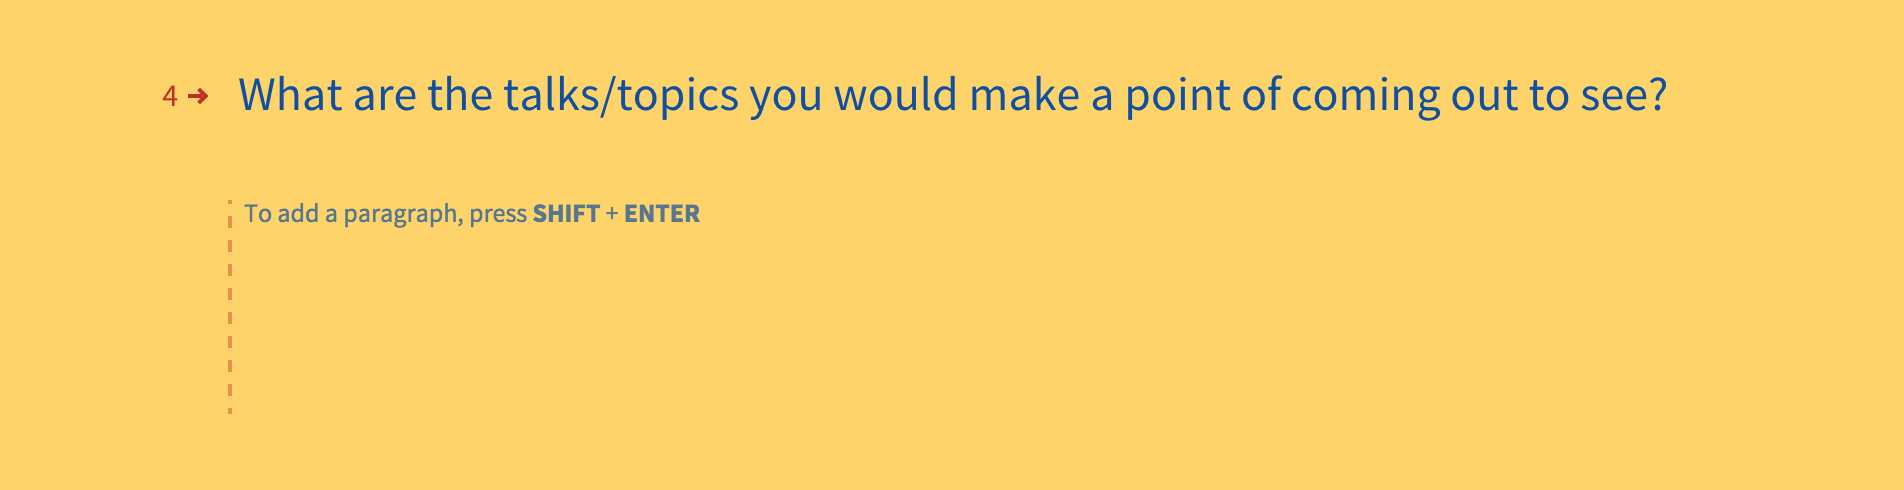 4 → What are the talks/topics you would make a point of coming out to see?
To add a paragraph, press SHIFT + ENTER